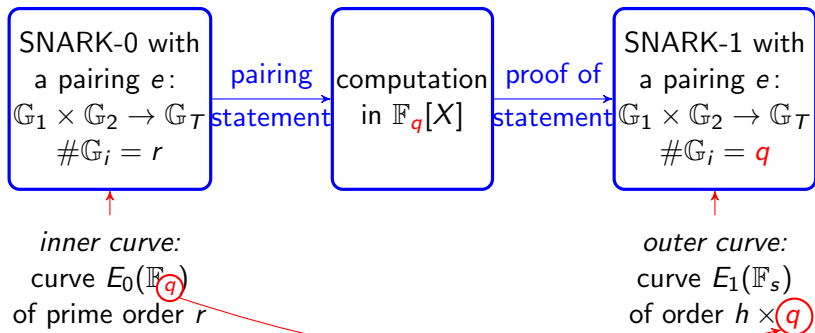 SNARK-0 with
a pairing e:
𝔾₁ × 𝔾₂ → 𝔾_T
#𝔾ᵢ = r
pairing
statement
computation
in 𝔽_q[X]
proof of
statement
SNARK-1 with
a pairing e:
𝔾₁ × 𝔾₂ → 𝔾_T
#𝔾ᵢ = q
inner curve:
curve E₀(𝔽_q)
of prime order r
outer curve:
curve E₁(𝔽_s)
of order h × q